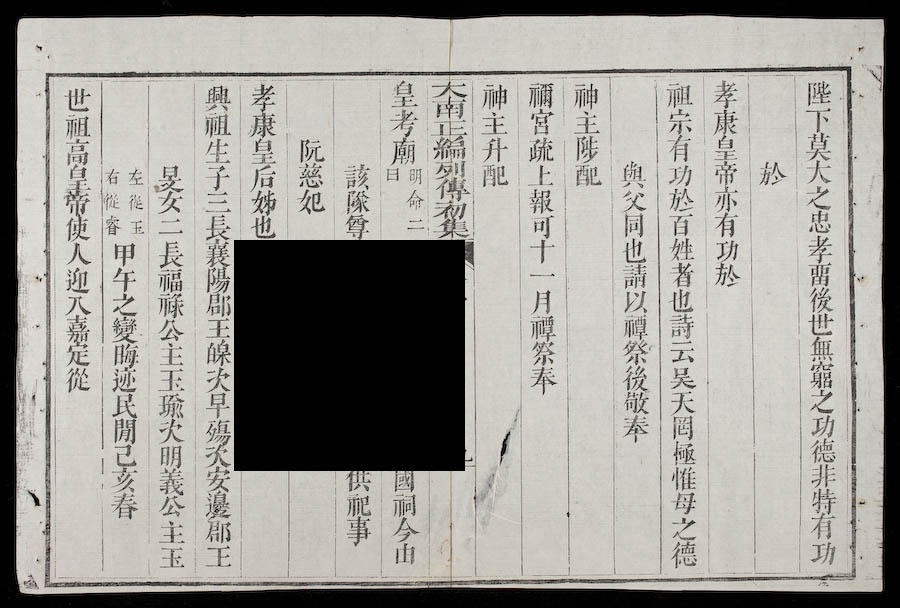 陛下莫大之忠孝畱後世無窮之功德非特有功
於
孝康皇帝亦有功於
祖宗有功於百姓者也詩云吴天罔極惟母之德
與父同也請以禫祭後敬奉
神主陟配
禰宮疏上報可十一月禫祭奉
神主升配
大南正編列傳初集
皇考廟明命二曰國祠今由
該隊尊供祀事
阮慈妃
孝康皇后姊也
興祖生子三長襄陽郡王次早殤次安邊郡王
旻女二長福祿公主玉瑜次明義公主玉
左從玉右從睿甲午之變晦迹民間己亥春
世祖高皇帝使人迎入嘉定從